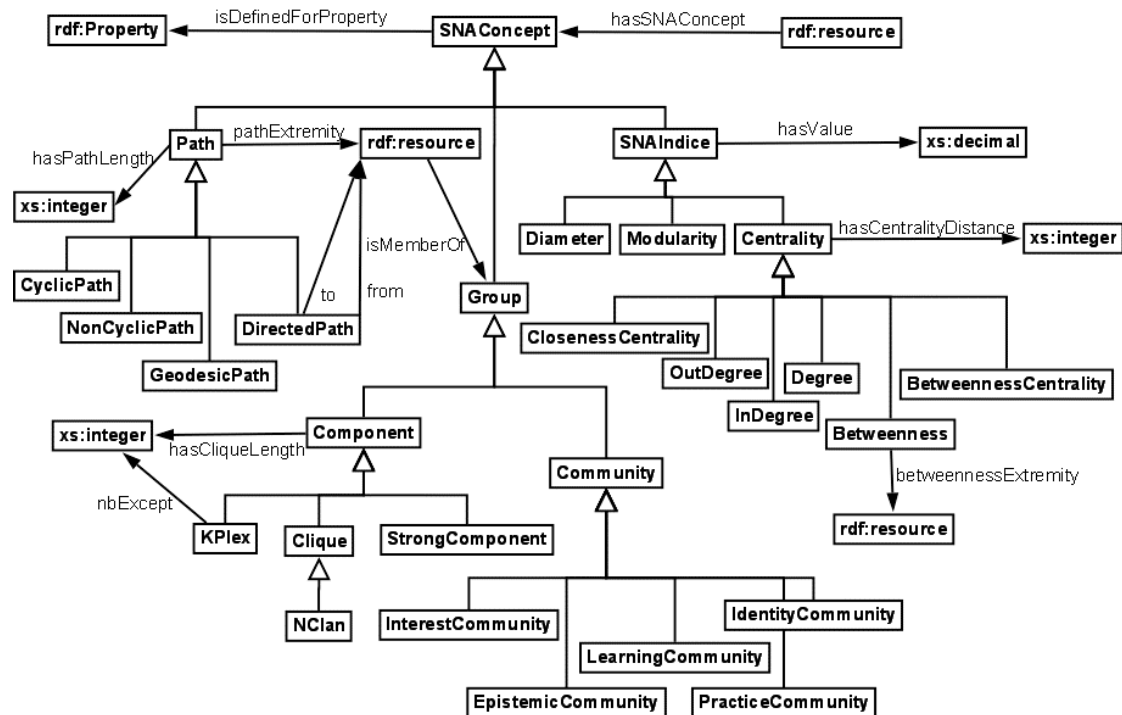 isDefinedForProperty
hasSNAConcept
rdf:Property
SNAConcept
rdf:resource
Path
pathExtremity
rdf:resource
SNAIndice
hasValue
xs:decimal
hasPathLength
xs:integer
Diameter
Modularity
Centrality
hasCentralityDistance
xs:integer
isMemberOf
CyclicPath
NonCyclicPath
to
from
DirectedPath
Group
GeodesicPath
ClosenessCentrality
OutDegree
Degree
BetweennessCentrality
InDegree
xs:integer
hasCliqueLength
Component
Betweenness
Community
betweennessExtremity
nbExcept
KPlex
Clique
StrongComponent
rdf:resource
NClan
InterestCommunity
IdentityCommunity
LearningCommunity
EpistemicCommunity
PracticeCommunity